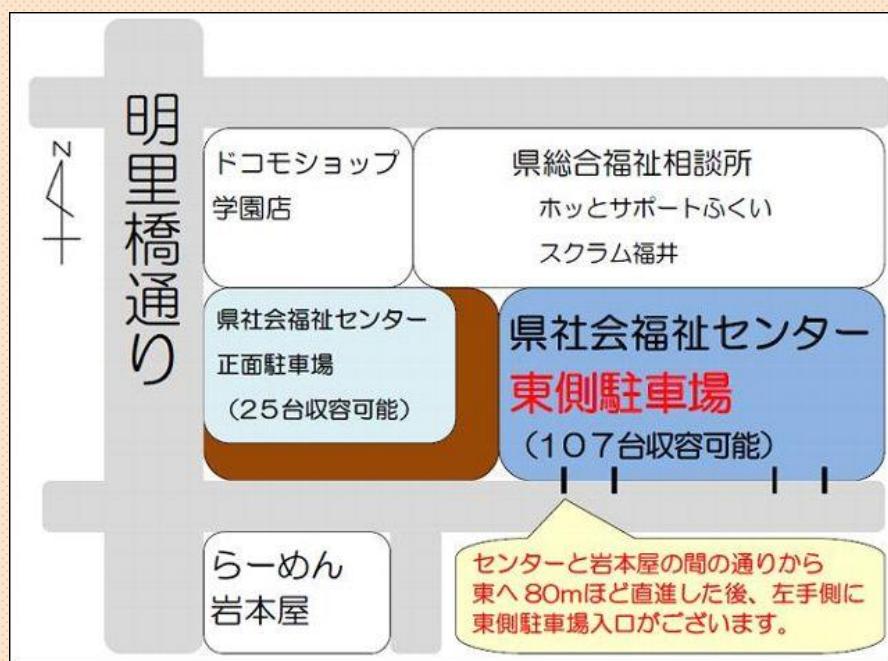 明里橋通り
N
ドコモショップ
学園店
県総合福祉相談所
ホッとサポートふくい
スクラム福井
県社会福祉センター
正面駐車場
（25台収容可能）
県社会福祉センター
東側駐車場
（107台収容可能）
らーめん
岩本屋
センターと岩本屋の間の通りから
東へ80mほど直進した後、左手側に
東側駐車場入口がございます。